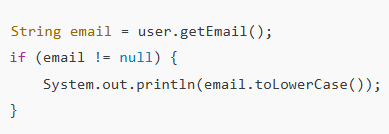 String email = user.getEmail();
if (email != null) {
    System.out.println(email.toLowerCase());
}